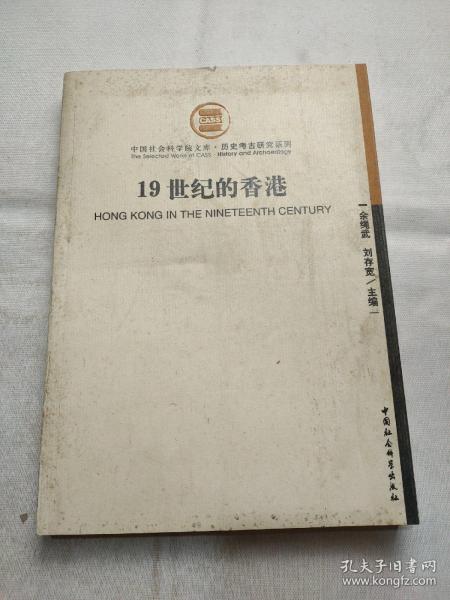 CASS
中国社会科学院文库·历史考古研究系列
The Selected Works of CASS · History and Archaeology
19世纪的香港
HONG KONG IN THE NINETEENTH CENTURY
余绳武 刘存宽/主编
中国社会科学出版社
孔夫子旧书网
www.kongfz.com